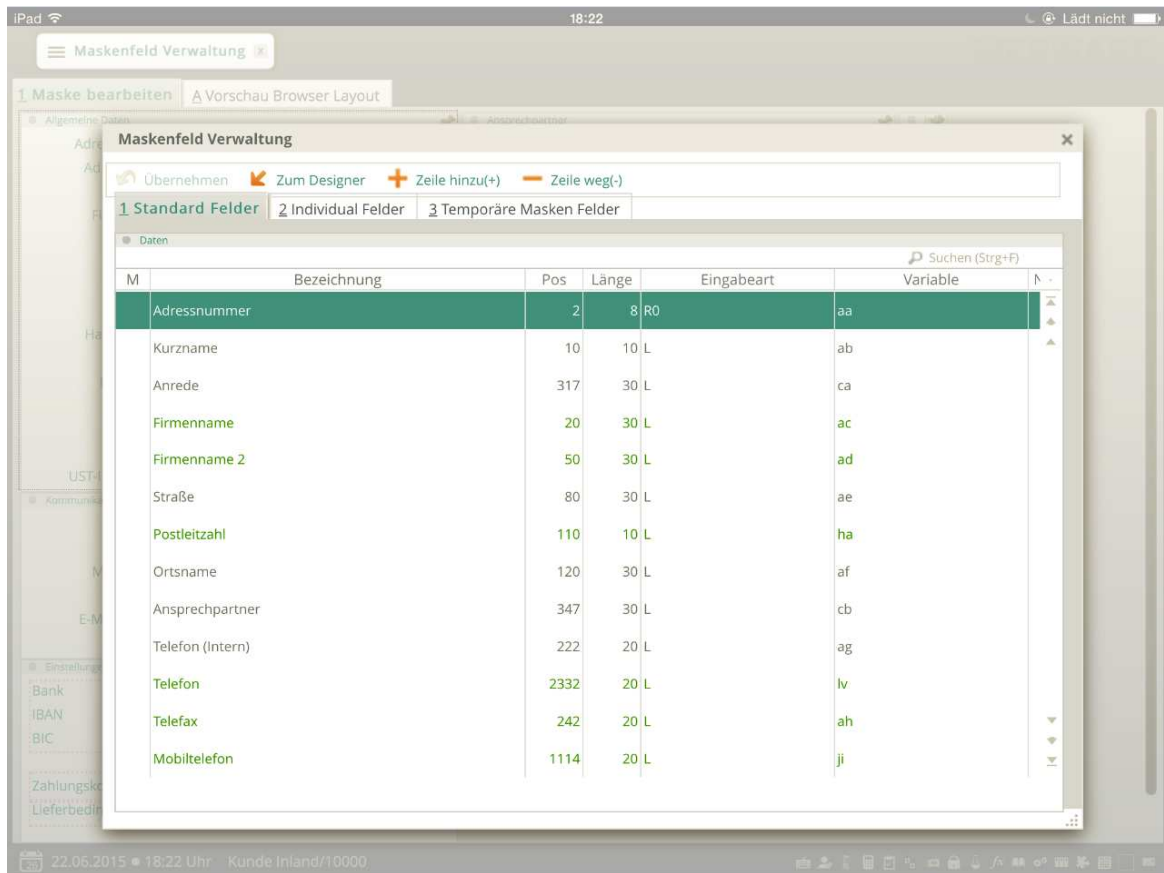 iPad 18:22 Lädt nicht
Maskenfeld Verwaltung x
1 Maske bearbeiten A Vorschau Browser Layout
Allgemeine Daten Ansprechpartner
Maskenfeld Verwaltung
Übernehmen Zum Designer Zeile hinzu(+) Zeile weg(-)
1 Standard Felder 2 Individual Felder 3 Temporäre Masken Felder
Daten
Suchen (Strg+F)
M Bezeichnung Pos Länge Eingabeart Variable
Adressnummer 2 8 R0 aa
Kurzname 10 10 L ab
Anrede 317 30 L ca
Firmenname 20 30 L ac
Firmenname 2 50 30 L ad
Straße 80 30 L ae
Postleitzahl 110 10 L ha
Ortsname 120 30 L af
Ansprechpartner 347 30 L cb
Telefon (Intern) 222 20 L ag
Telefon 2332 20 L lv
Telefax 242 20 L ah
Mobiltelefon 1114 20 L ji
Bank
IBAN
BIC
22.06.2015 • 18:22 Uhr Kunde Inland/10000